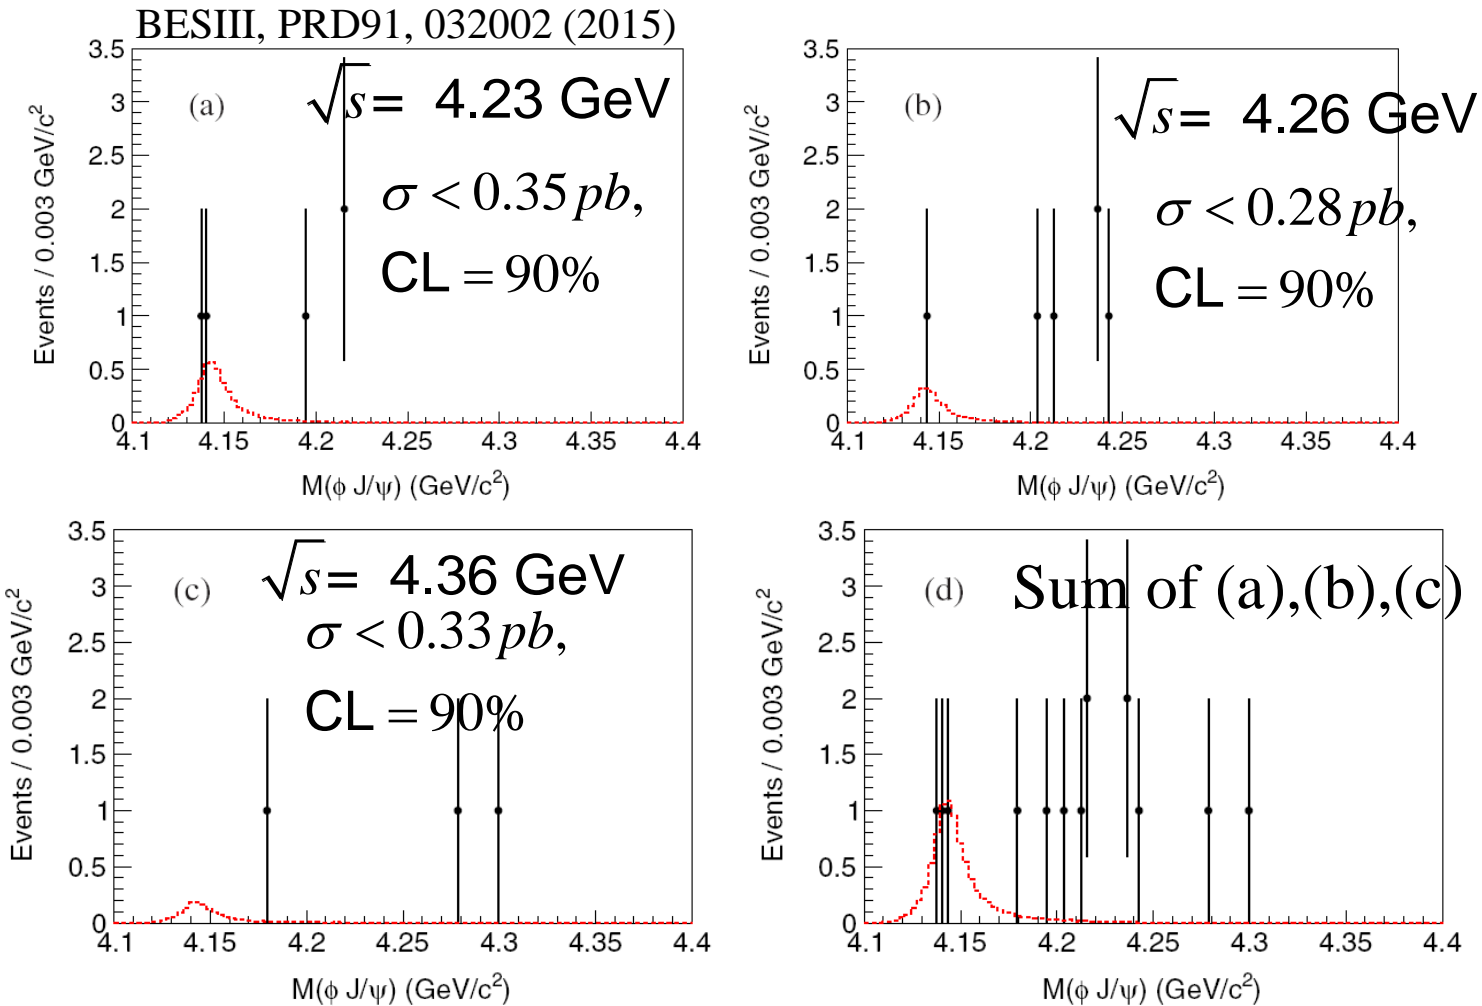 BESIII, PRD91, 032002 (2015)
(a)
√s = 4.23 GeV
σ < 0.35 pb,
CL = 90%
Events / 0.003 GeV/c²
3.5
3
2.5
2
1.5
1
0.5
0
4.1 4.15 4.2 4.25 4.3 4.35 4.4
M(ϕ J/ψ) (GeV/c²)
(b)
√s = 4.26 GeV
σ < 0.28 pb,
CL = 90%
Events / 0.003 GeV/c²
3.5
3
2.5
2
1.5
1
0.5
0
4.1 4.15 4.2 4.25 4.3 4.35 4.4
M(ϕ J/ψ) (GeV/c²)
(c)
√s = 4.36 GeV
σ < 0.33 pb,
CL = 90%
Events / 0.003 GeV/c²
3.5
3
2.5
2
1.5
1
0.5
0
4.1 4.15 4.2 4.25 4.3 4.35 4.4
M(ϕ J/ψ) (GeV/c²)
(d)
Sum of (a),(b),(c)
Events / 0.003 GeV/c²
3.5
3
2.5
2
1.5
1
0.5
0
4.1 4.15 4.2 4.25 4.3 4.35 4.4
M(ϕ J/ψ) (GeV/c²)